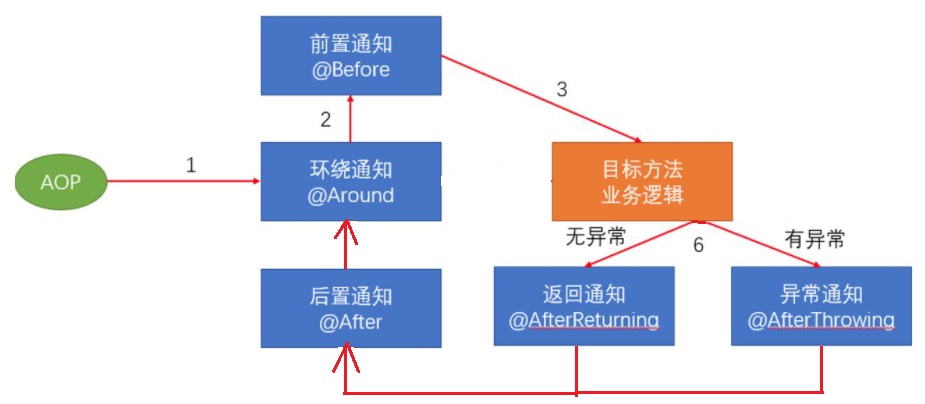 前置通知
@Before
3
2
AOP
1
环绕通知
@Around
目标方法
业务逻辑
无异常
6
有异常
后置通知
@After
返回通知
@AfterReturning
异常通知
@AfterThrowing